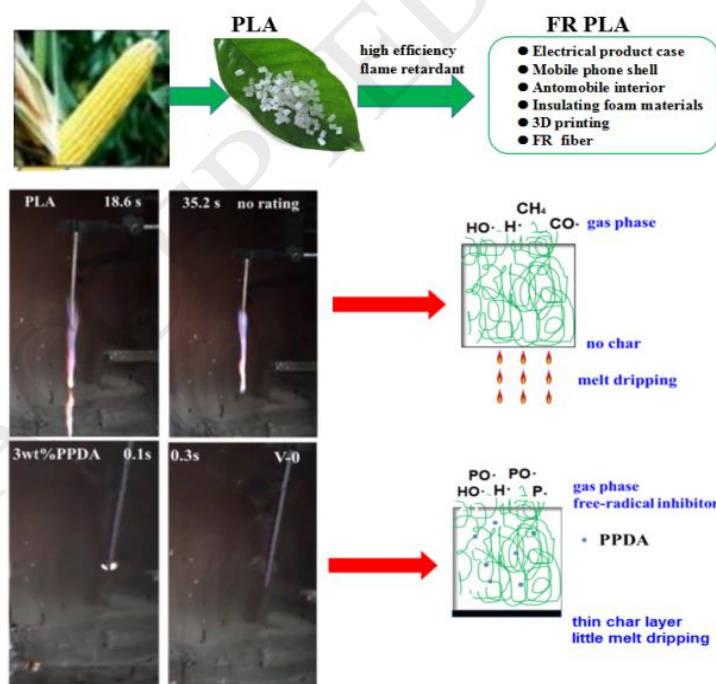 PLA
high efficiency
flame retardant
FR PLA
● Electrical product case
● Mobile phone shell
● Antomobile interior
● Insulating foam materials
● 3D printing
● FR fiber
PLA 18.6 s
35.2 s no rating
CH₄
HO· H· CO·
gas phase
no char
melt dripping
3wt%PPDA 0.1s
0.3s V-0
PO· PO·
HO· H· P·
gas phase
free-radical inhibitor
PPDA
thin char layer
little melt dripping